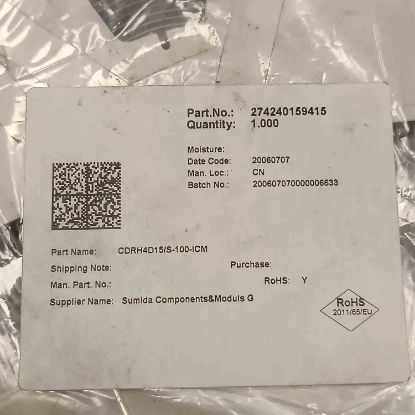 Part.No.: 274240159415
Quantity: 1.000
Moisture:
Date Code: 20060707
Man. Loc.: CN
Batch No.: 200607070000006633
Part Name: CDRH4D15/S-100-ICM
Shipping Note: Purchase:
Man. Part. No.: RoHS: Y
Supplier Name: Sumida Components&Moduls G
RoHS
2011/65/EU